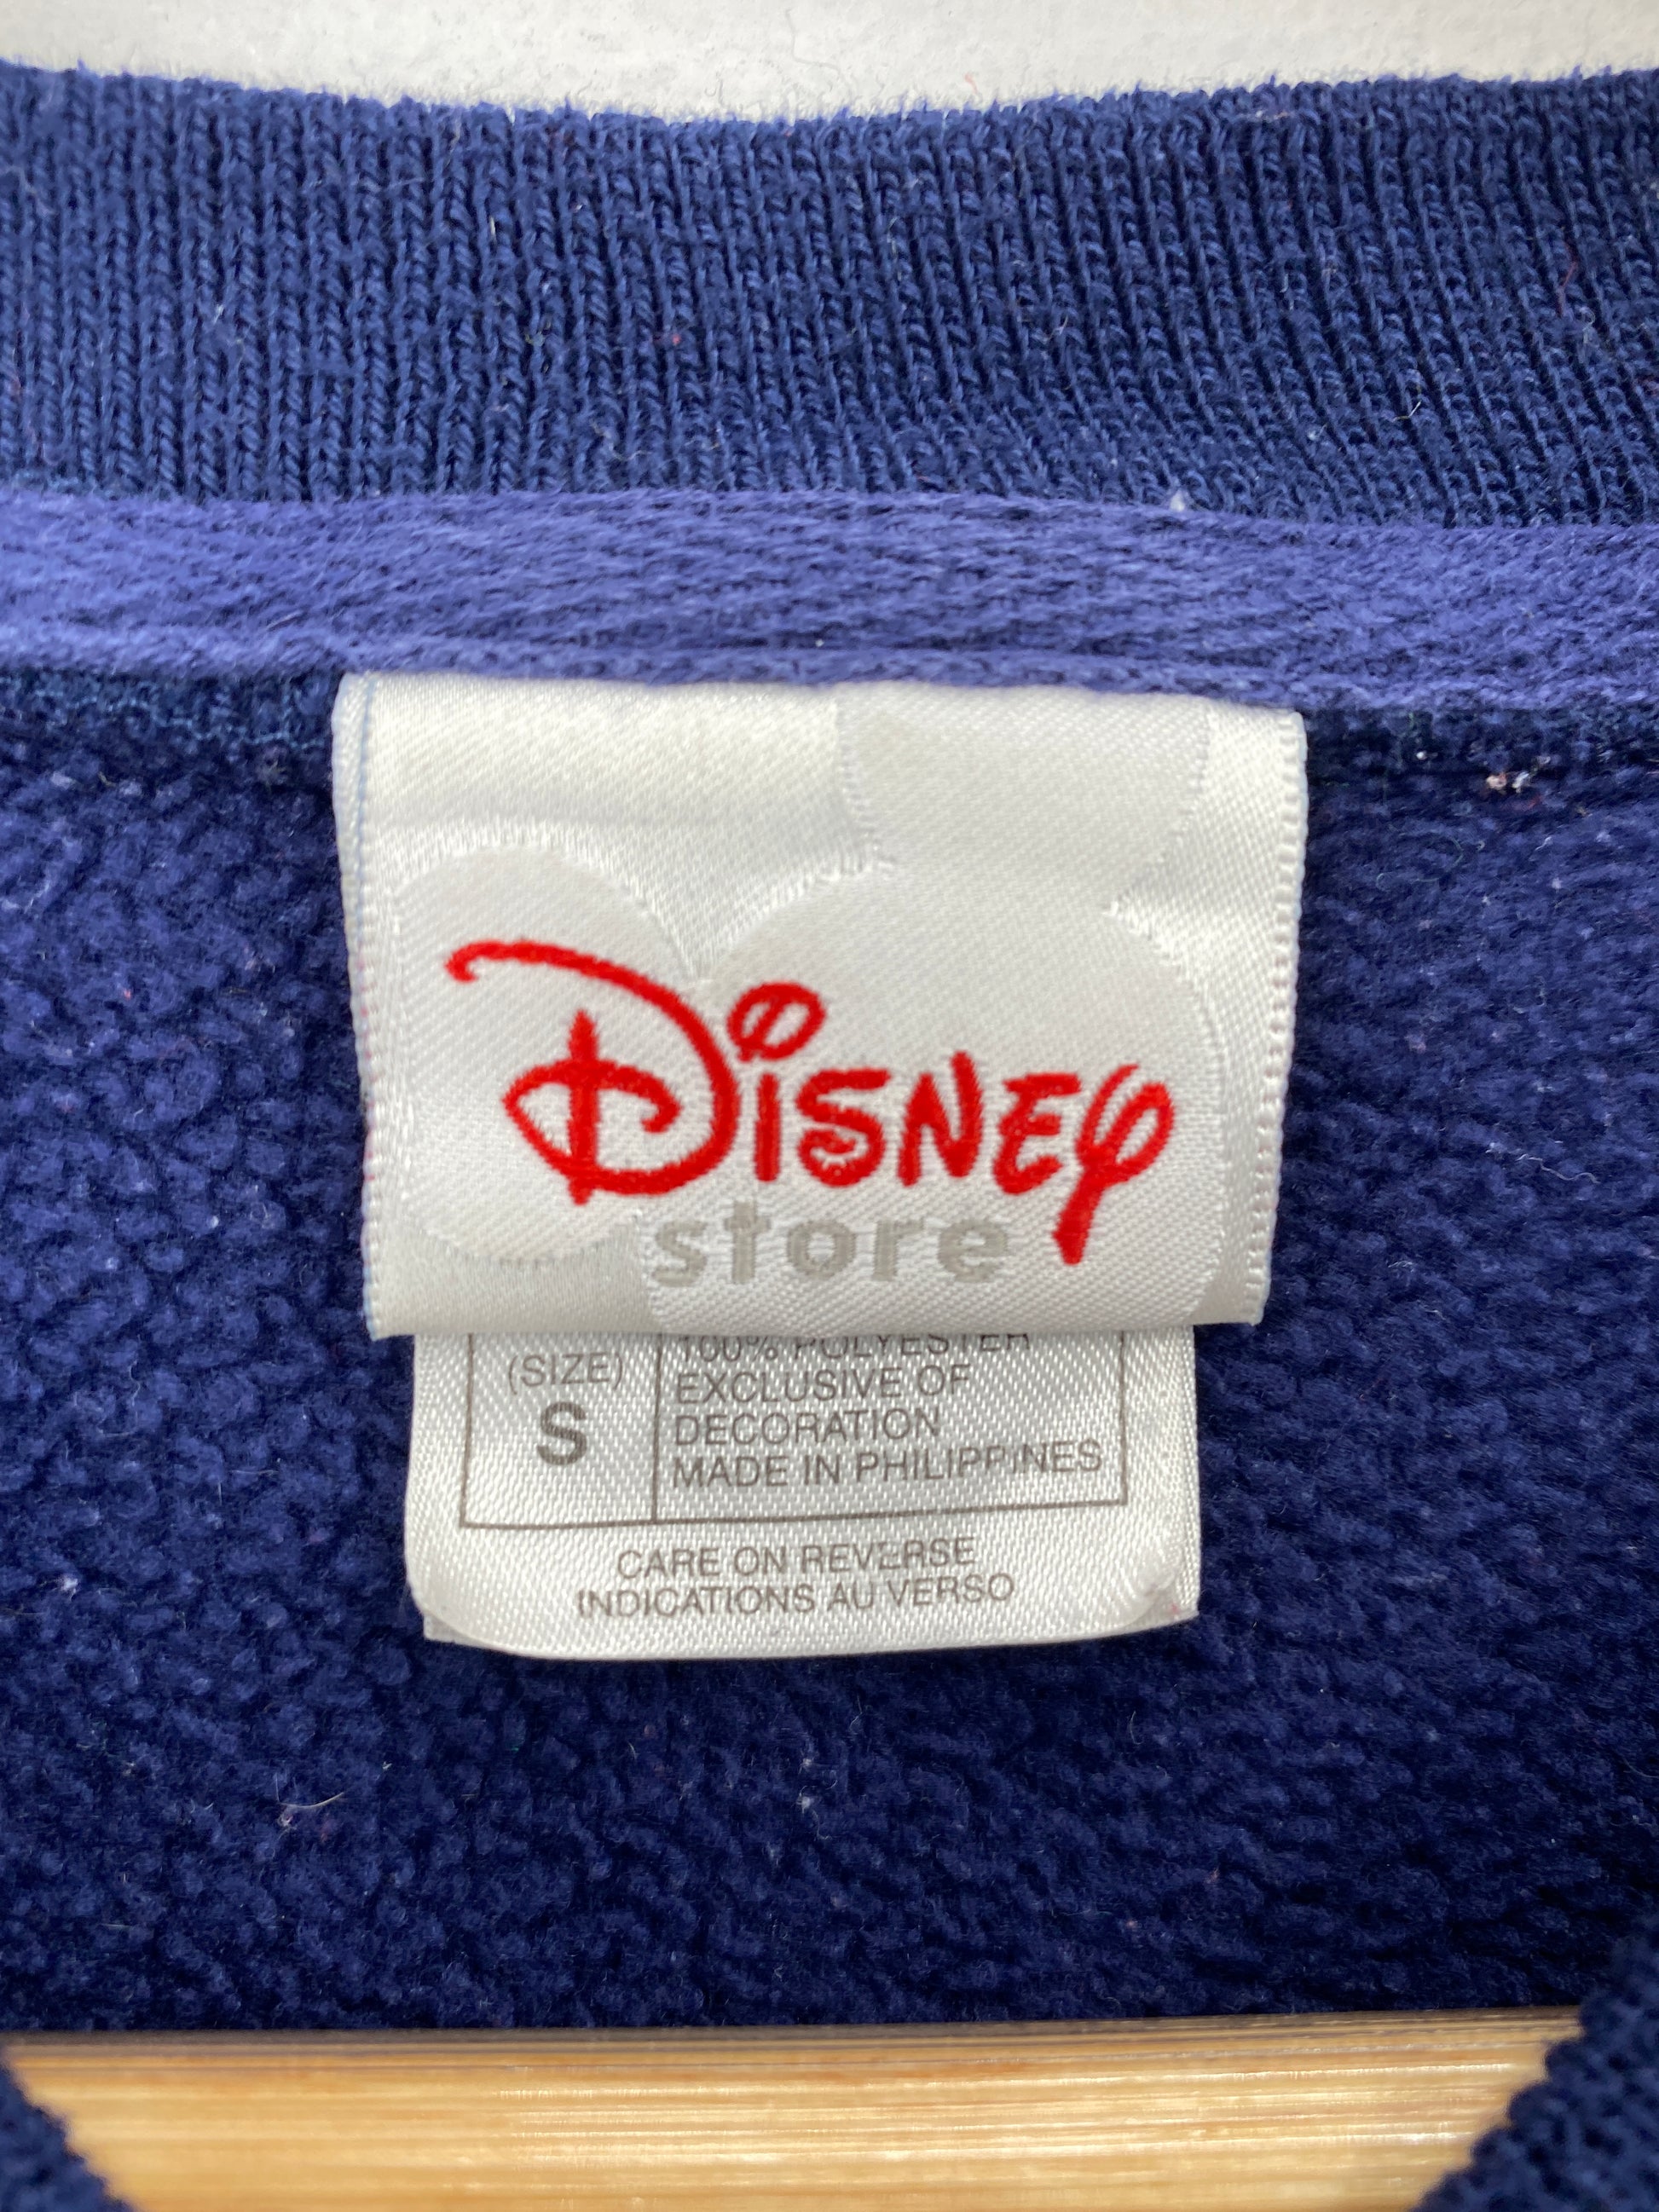 Disney
store
100% POLYESTER
(SIZE)
S
EXCLUSIVE OF
DECORATION
MADE IN PHILIPPINES
CARE ON REVERSE
INDICATIONS AU VERSO